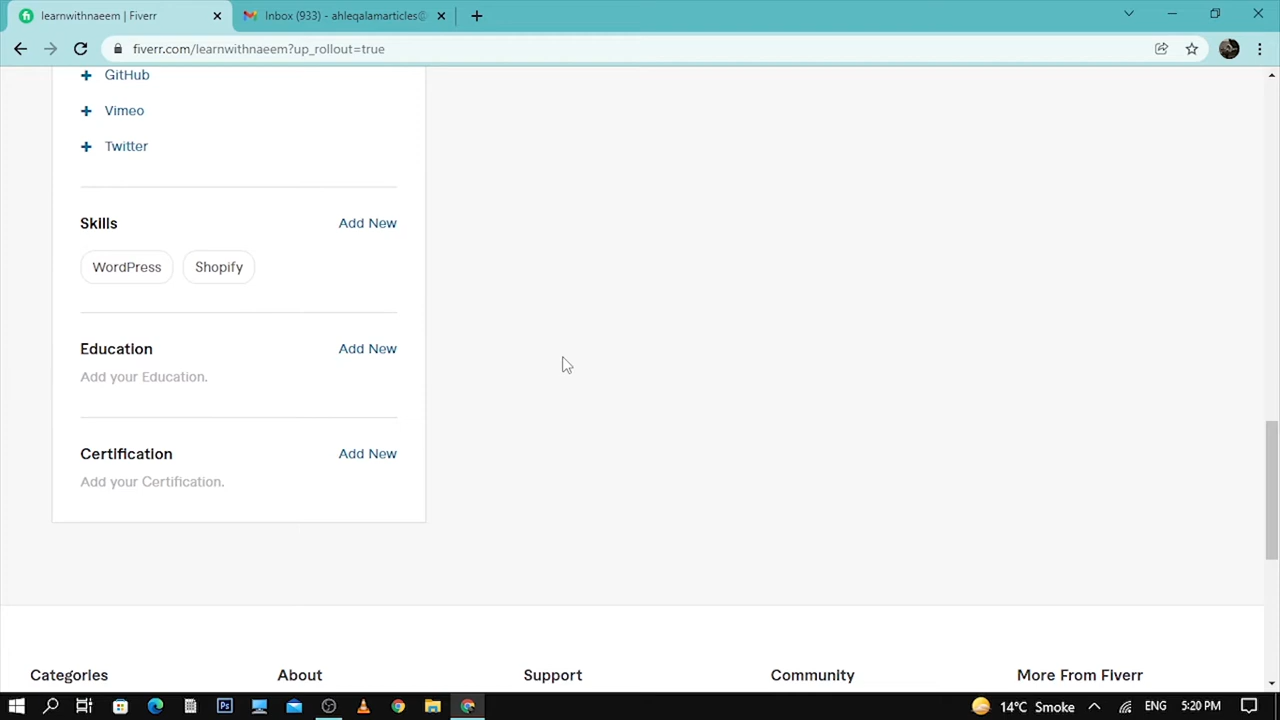 learnwithnaeem | Fiverr
Inbox (933) - ahleqalamarticles@
fiverr.com/learnwithnaeem?up_rollout=true
GitHub
Vimeo
Twitter
Skills Add New
WordPress Shopify
Education Add New
Add your Education.
Certification Add New
Add your Certification.
Categories About Support Community More From Fiverr
14°C Smoke ENG 5:20 PM